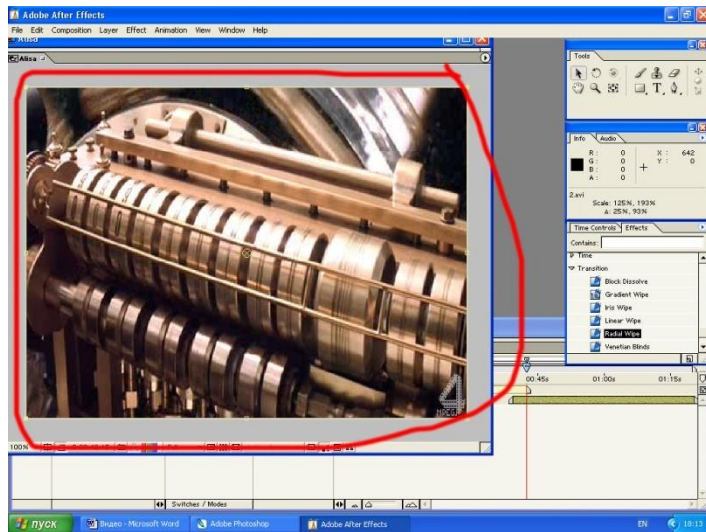 Adobe After Effects
File Edit Composition Layer Effect Animation View Window Help
Alisa
Alisa
Tools
T
Info Audio
R : 0
G : 0
B : 0
A : 0
X : 642
Y : 0
2.avi
Scale: 125%, 193%
Δ: 25%, 93%
Time Controls Effects
Contains:
Time
Transition
Block Dissolve
Gradient Wipe
Iris Wipe
Linear Wipe
Radial Wipe
Venetian Blinds
4
MPEG
100%
00:45s 01:00s 01:15s
Switches / Modes
пуск
Видео - Microsoft Word
Adobe Photoshop
Adobe After Effects
EN
18:13